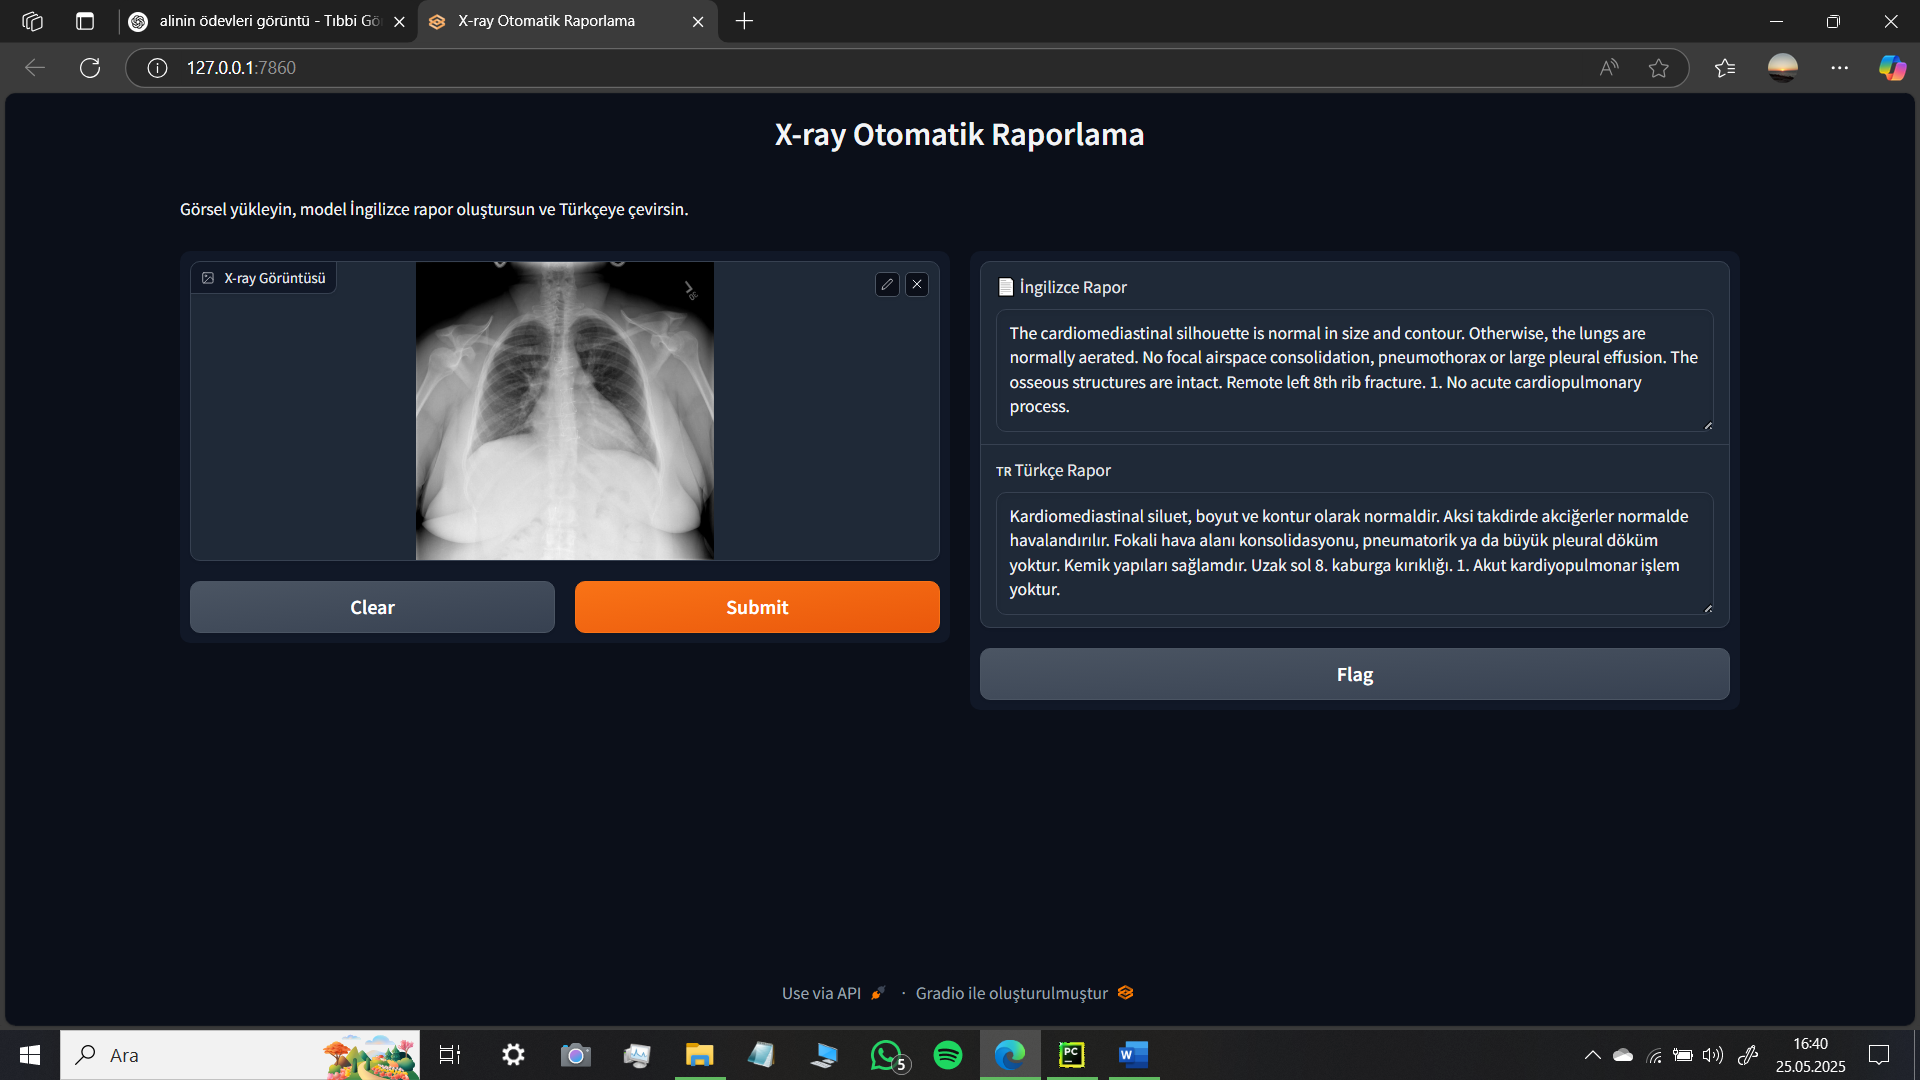 alinin ödevleri görüntü - Tıbbi Gö
X-ray Otomatik Raporlama
127.0.0.1:7860
X-ray Otomatik Raporlama
Görsel yükleyin, model İngilizce rapor oluştursun ve Türkçeye çevirsin.
X-ray Görüntüsü
Clear
Submit
İngilizce Rapor
The cardiomediastinal silhouette is normal in size and contour. Otherwise, the lungs are
normally aerated. No focal airspace consolidation, pneumothorax or large pleural effusion. The
osseous structures are intact. Remote left 8th rib fracture. 1. No acute cardiopulmonary
process.
TR Türkçe Rapor
Kardiomediastinal siluet, boyut ve kontur olarak normaldir. Aksi takdirde akciğerler normalde
havalandırılır. Fokali hava alanı konsolidasyonu, pneumatorik ya da büyük pleural döküm
yoktur. Kemik yapıları sağlamdır. Uzak sol 8. kaburga kırıklığı. 1. Akut kardiyopulmonar işlem
yoktur.
Flag
Use via API · Gradio ile oluşturulmuştur
Ara
5
PC
W
16:40
25.05.2025